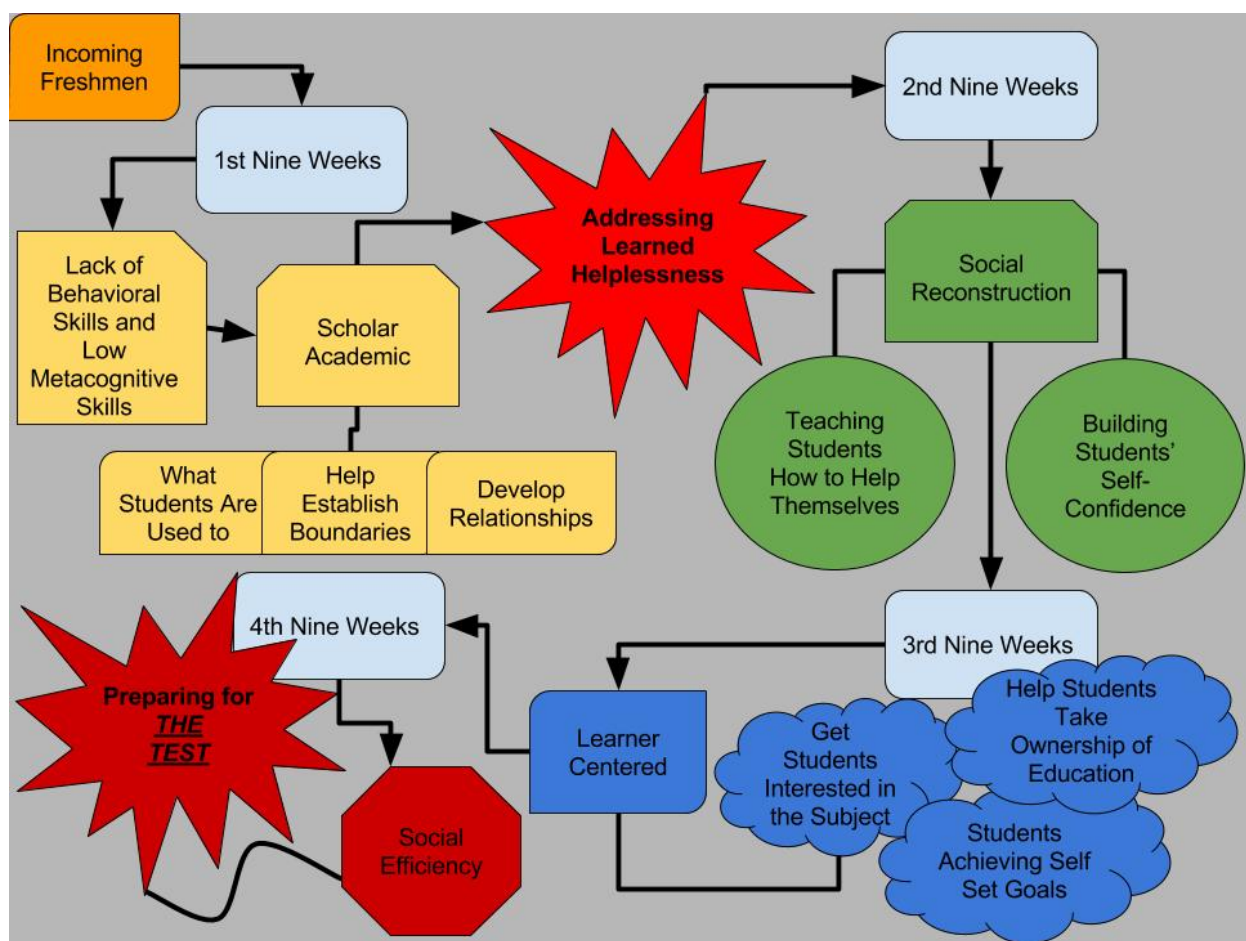 Incoming
Freshmen
1st Nine Weeks
Lack of
Behavioral
Skills and
Low
Metacognitive
Skills
Scholar
Academic
What
Students Are
Used to
Help
Establish
Boundaries
Develop
Relationships
Addressing
Learned
Helplessness
2nd Nine Weeks
Social
Reconstruction
Teaching
Students
How to Help
Themselves
Building
Students'
Self-
Confidence
3rd Nine Weeks
Learner
Centered
Get
Students
Interested in
the Subject
Help Students
Take
Ownership of
Education
Students
Achieving Self
Set Goals
4th Nine Weeks
Social
Efficiency
Preparing for
THE
TEST